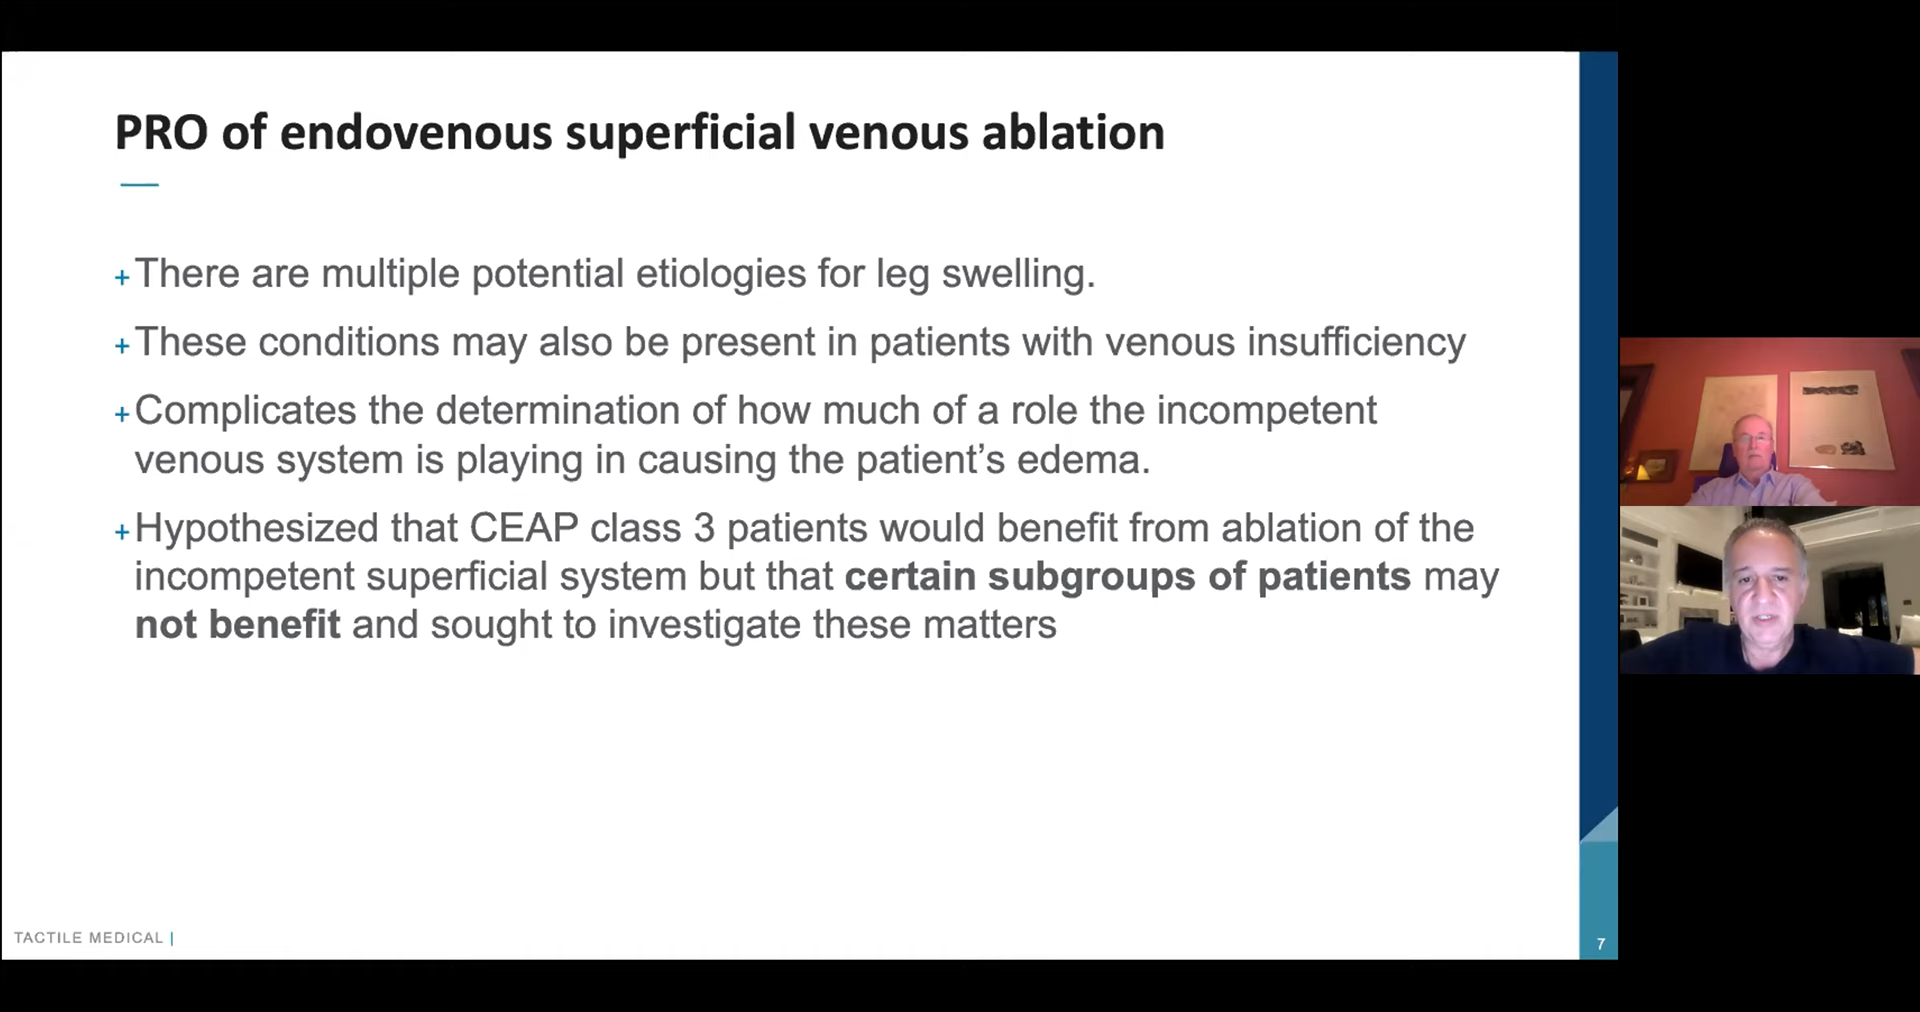 PRO of endovenous superficial venous ablation
+There are multiple potential etiologies for leg swelling.
+These conditions may also be present in patients with venous insufficiency
+Complicates the determination of how much of a role the incompetent
venous system is playing in causing the patient’s edema.
+Hypothesized that CEAP class 3 patients would benefit from ablation of the
incompetent superficial system but that certain subgroups of patients may
not benefit and sought to investigate these matters
TACTILE MEDICAL |
7